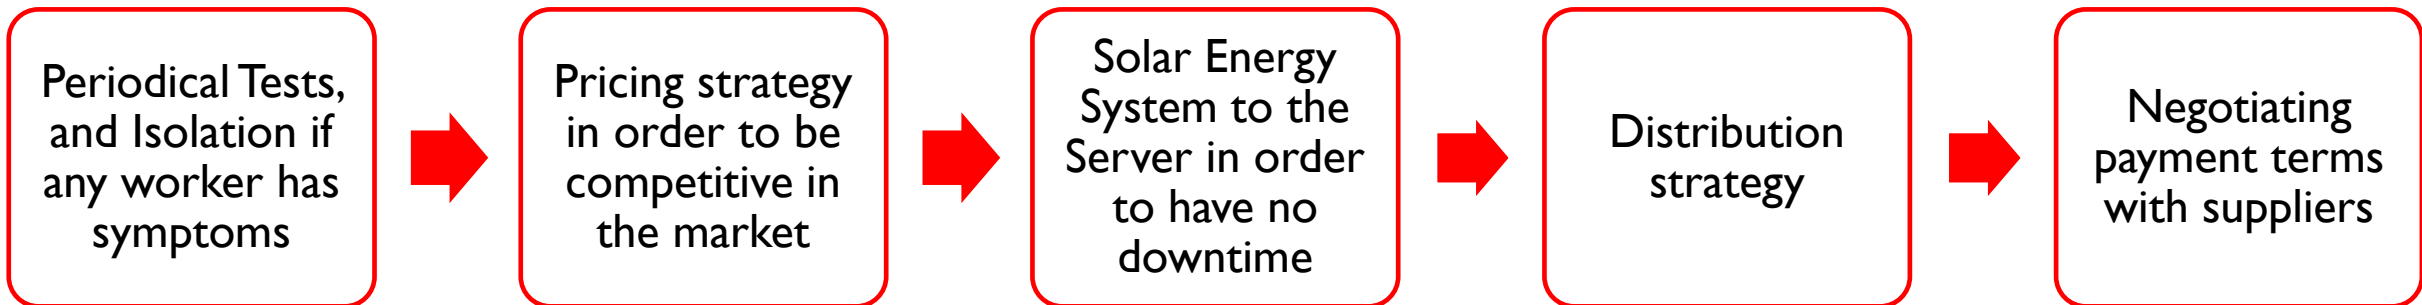 Periodical Tests,
and Isolation if
any worker has
symptoms
Pricing strategy
in order to be
competitive in
the market
Solar Energy
System to the
Server in order
to have no
downtime
Distribution
strategy
Negotiating
payment terms
with suppliers